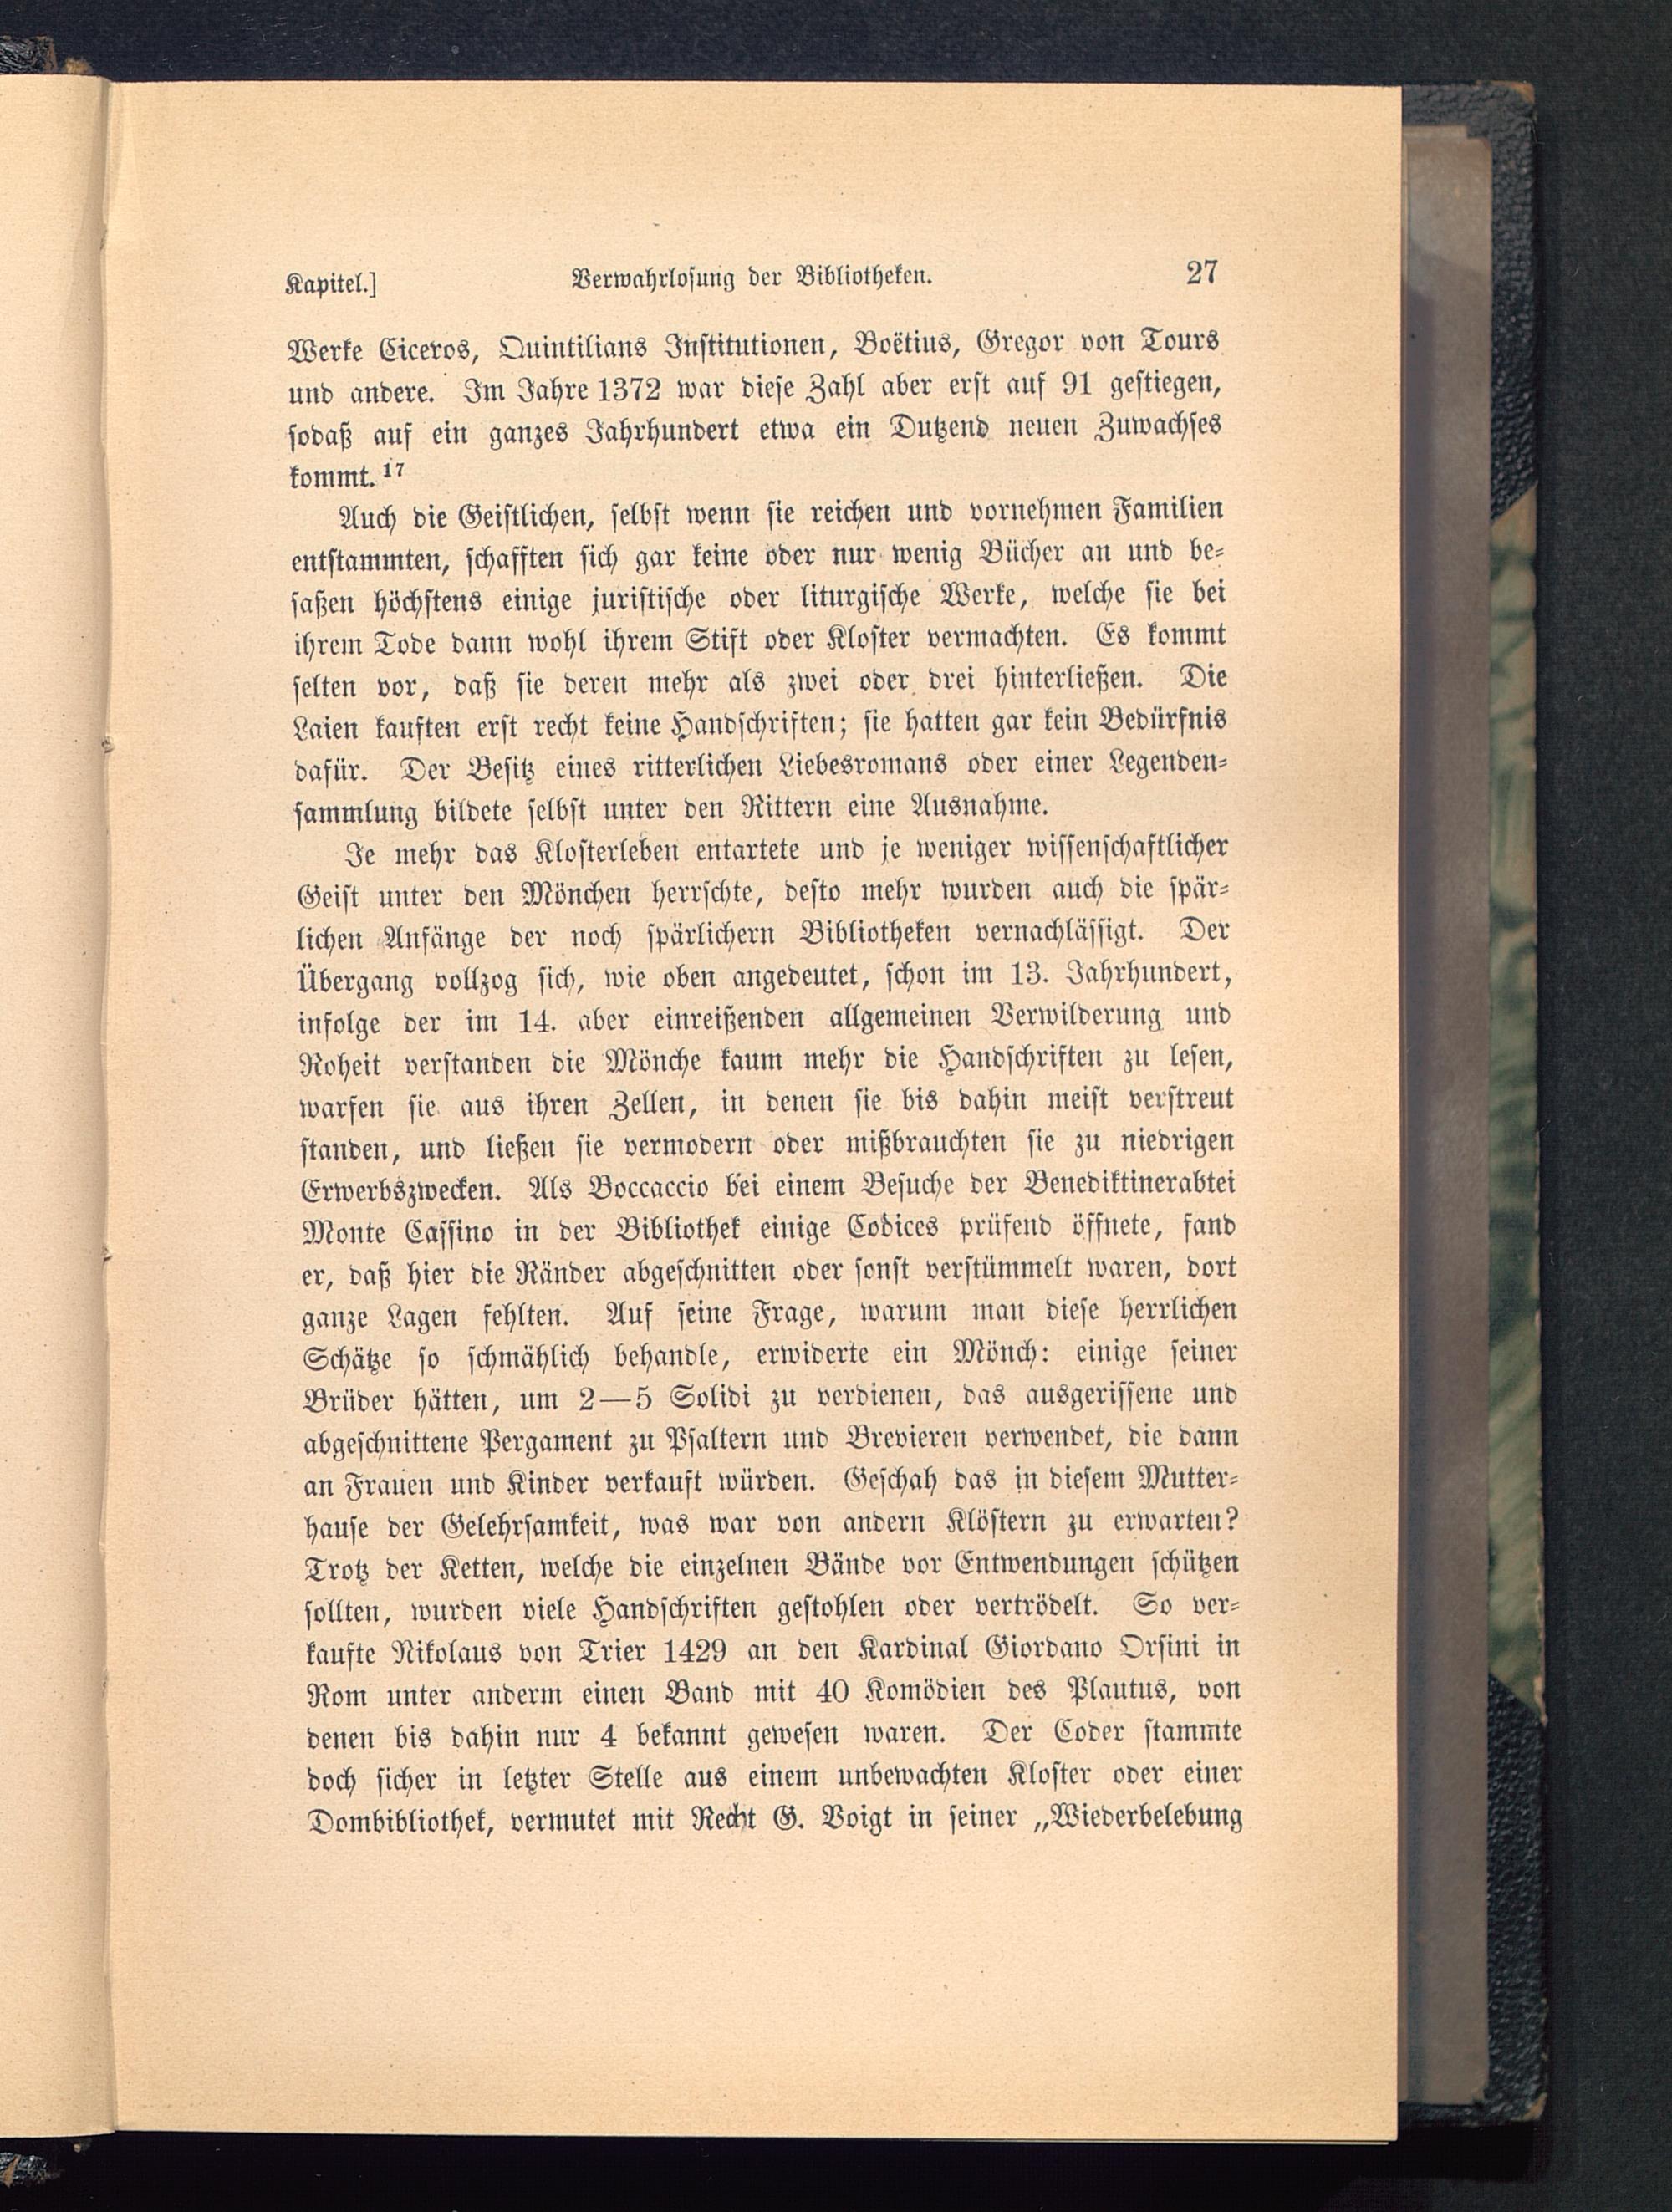 Kapitel.] Verwahrlosung der Bibliotheken. 27
Werke Ciceros, Quintilians Institutionen, Boëtius, Gregor von Tours
und andere. Im Jahre 1372 war diese Zahl aber erst auf 91 gestiegen,
sodaß auf ein ganzes Jahrhundert etwa ein Dutzend neuen Zuwachses
kommt.¹⁷
Auch die Geistlichen, selbst wenn sie reichen und vornehmen Familien
entstammten, schafften sich gar keine oder nur wenig Bücher an und be-
saßen höchstens einige juristische oder liturgische Werke, welche sie bei
ihrem Tode dann wohl ihrem Stift oder Kloster vermachten. Es kommt
selten vor, daß sie deren mehr als zwei oder drei hinterließen. Die
Laien kauften erst recht keine Handschriften; sie hatten gar kein Bedürfnis
dafür. Der Besitz eines ritterlichen Liebesromans oder einer Legenden-
sammlung bildete selbst unter den Rittern eine Ausnahme.
Je mehr das Klosterleben entartete und je weniger wissenschaftlicher
Geist unter den Mönchen herrschte, desto mehr wurden auch die spär-
lichen Anfänge der noch spärlichern Bibliotheken vernachlässigt. Der
Übergang vollzog sich, wie oben angedeutet, schon im 13. Jahrhundert,
infolge der im 14. aber einreißenden allgemeinen Verwilderung und
Roheit verstanden die Mönche kaum mehr die Handschriften zu lesen,
warfen sie aus ihren Zellen, in denen sie bis dahin meist verstreut
standen, und ließen sie vermodern oder mißbrauchten sie zu niedrigen
Erwerbszwecken. Als Boccaccio bei einem Besuche der Benediktinerabtei
Monte Cassino in der Bibliothek einige Codices prüfend öffnete, fand
er, daß hier die Ränder abgeschnitten oder sonst verstümmelt waren, dort
ganze Lagen fehlten. Auf seine Frage, warum man diese herrlichen
Schätze so schmählich behandle, erwiderte ein Mönch: einige seiner
Brüder hätten, um 2—5 Solidi zu verdienen, das ausgerissene und
abgeschnittene Pergament zu Psaltern und Brevieren verwendet, die dann
an Frauen und Kinder verkauft würden. Geschah das in diesem Mutter-
hause der Gelehrsamkeit, was war von andern Klöstern zu erwarten?
Trotz der Ketten, welche die einzelnen Bände vor Entwendungen schützen
sollten, wurden viele Handschriften gestohlen oder vertrödelt. So ver-
kaufte Nikolaus von Trier 1429 an den Kardinal Giordano Orsini in
Rom unter anderm einen Band mit 40 Komödien des Plautus, von
denen bis dahin nur 4 bekannt gewesen waren. Der Coder stammte
doch sicher in letzter Stelle aus einem unbewachten Kloster oder einer
Dombibliothek, vermutet mit Recht G. Voigt in seiner „Wiederbelebung